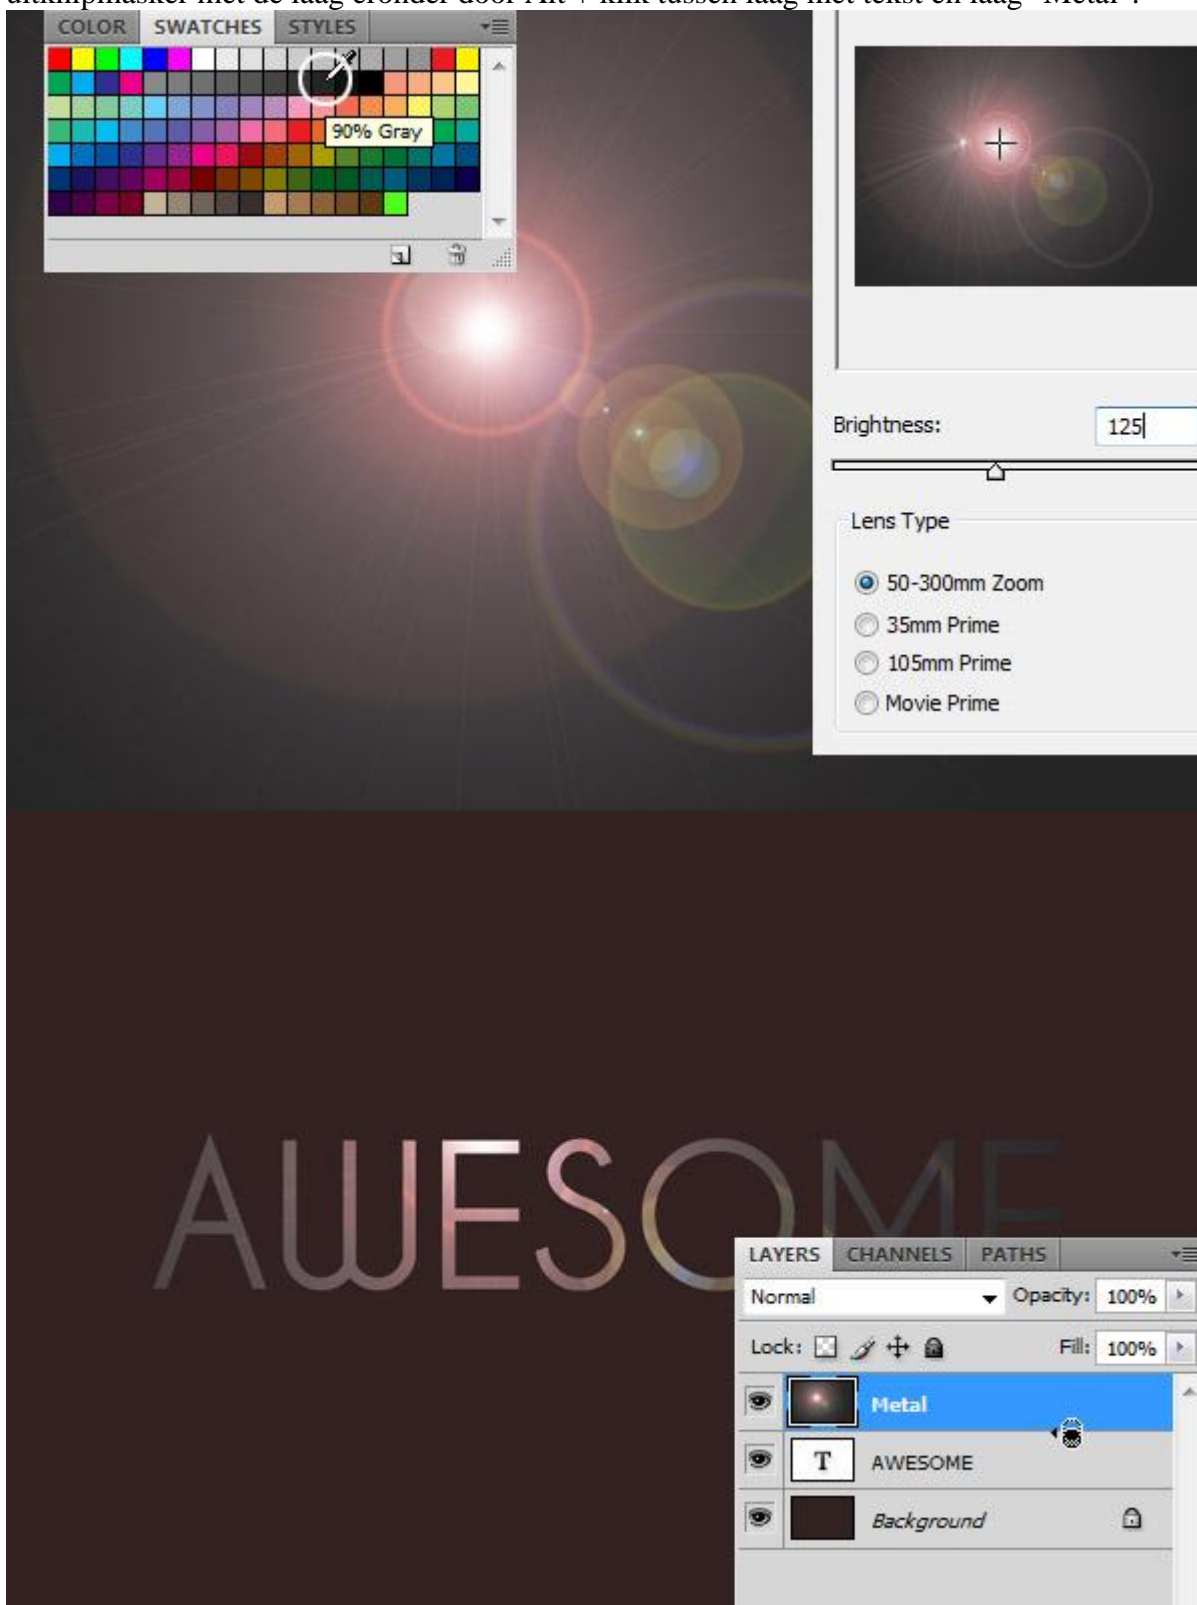 uitknipmasker met de laag eronder door Alt + klik tussen laag met tekst en laag "Metal".
COLOR SWATCHES STYLES
90% Gray
Brightness: 125
Lens Type
50-300mm Zoom
35mm Prime
105mm Prime
Movie Prime
AWESOME
LAYERS CHANNELS PATHS
Normal Opacity: 100%
Lock: Fill: 100%
Metal
T AWESOME
Background